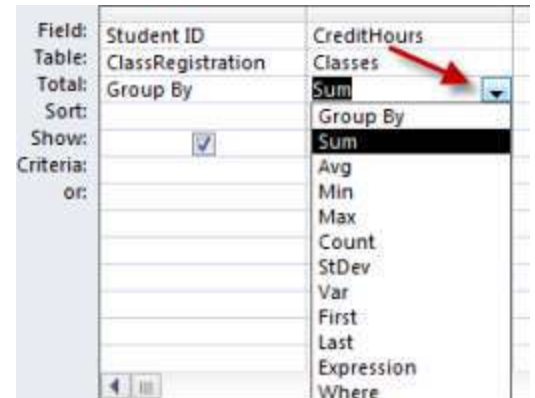 Field: Student ID CreditHours
Table: ClassRegistration Classes
Total: Group By Sum
Sort: Group By
Show: Sum
Criteria: Avg
or: Min
Max
Count
StDev
Var
First
Last
Expression
Where